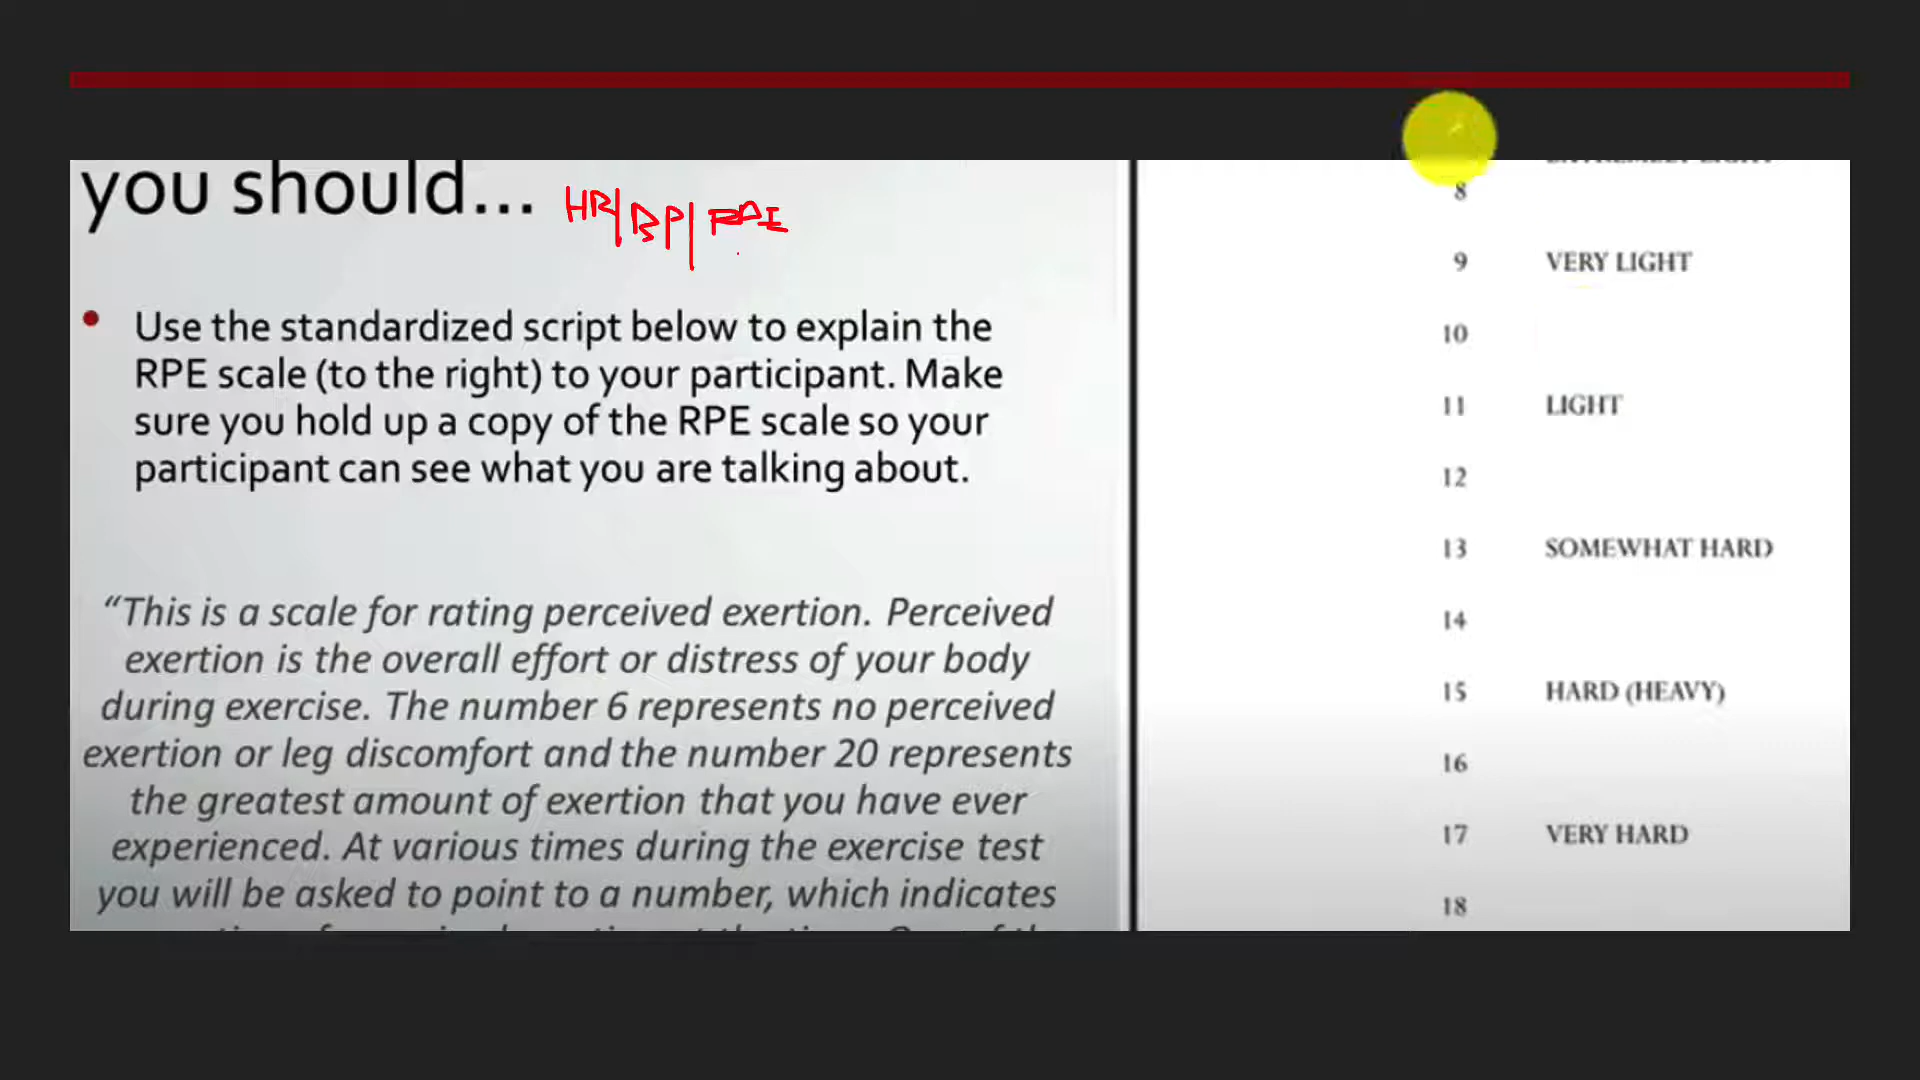 you should...
HR/BP/RPE
• Use the standardized script below to explain the
RPE scale (to the right) to your participant. Make
sure you hold up a copy of the RPE scale so your
participant can see what you are talking about.
“This is a scale for rating perceived exertion. Perceived
exertion is the overall effort or distress of your body
during exercise. The number 6 represents no perceived
exertion or leg discomfort and the number 20 represents
the greatest amount of exertion that you have ever
experienced. At various times during the exercise test
you will be asked to point to a number, which indicates
8
9 VERY LIGHT
10
11 LIGHT
12
13 SOMEWHAT HARD
14
15 HARD (HEAVY)
16
17 VERY HARD
18